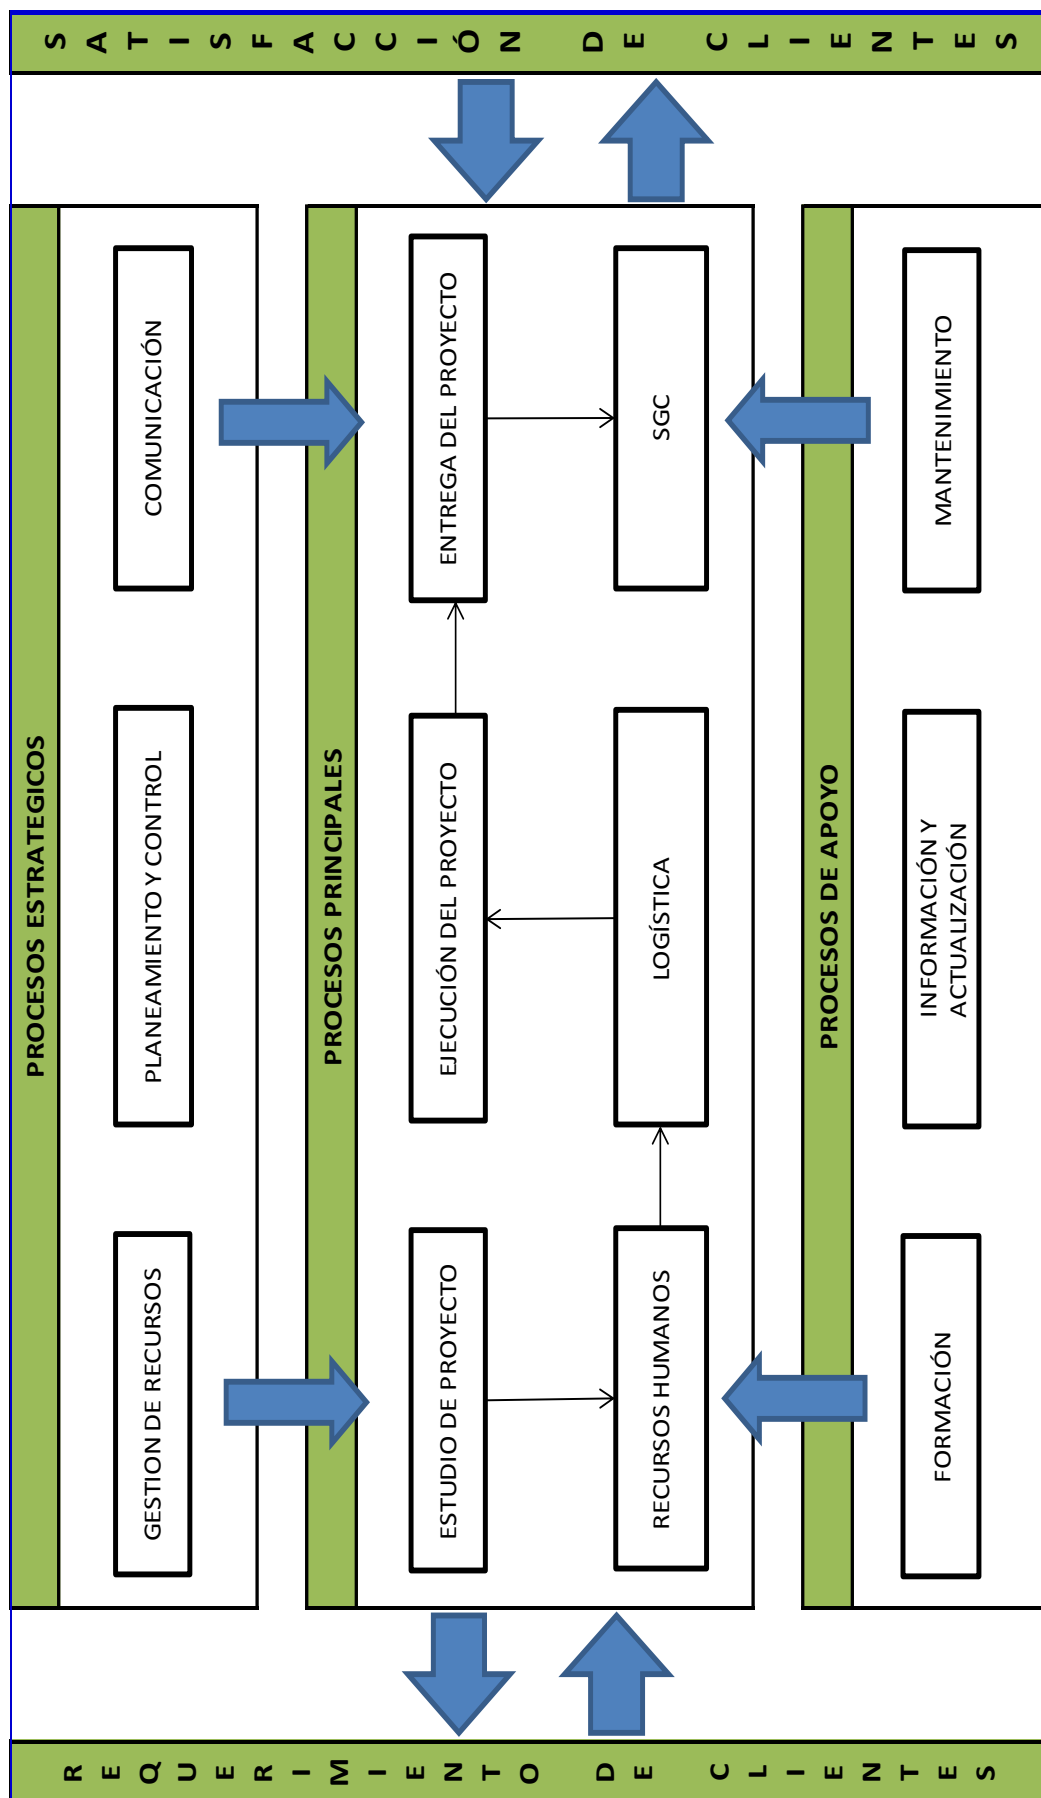 REQUERIMIENTO DE CLIENTES
PROCESOS ESTRATEGICOS
GESTION DE RECURSOS
PLANEAMIENTO Y CONTROL
COMUNICACIÓN
PROCESOS PRINCIPALES
ESTUDIO DE PROYECTO
EJECUCIÓN DEL PROYECTO
ENTREGA DEL PROYECTO
RECURSOS HUMANOS
LOGÍSTICA
SGC
PROCESOS DE APOYO
FORMACIÓN
INFORMACIÓN Y
ACTUALIZACIÓN
MANTENIMIENTO
SATISFACCIÓN DE CLIENTES